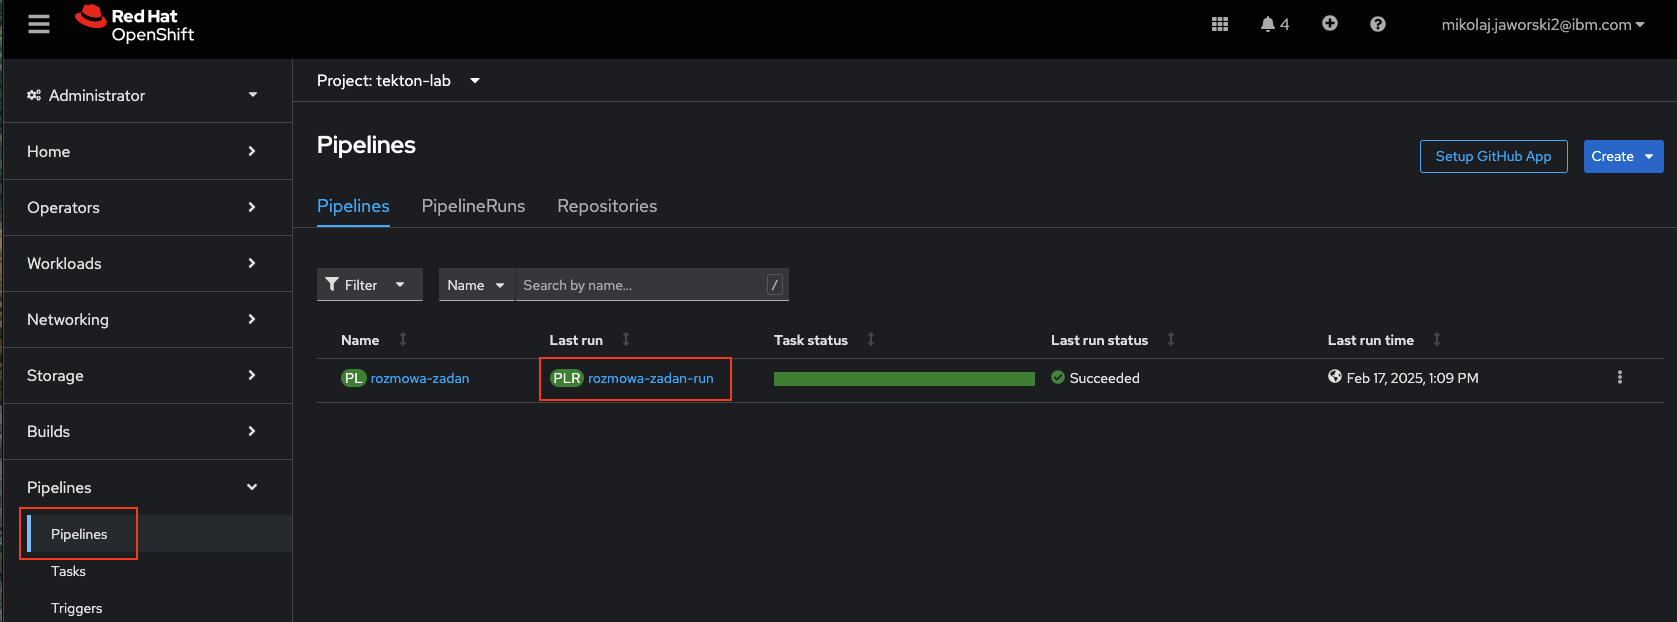 Red Hat
OpenShift
4
mikolaj.jaworski2@ibm.com
Administrator
Home
Operators
Workloads
Networking
Storage
Builds
Pipelines
Pipelines
Tasks
Triggers
Project: tekton-lab
Pipelines
Setup GitHub App
Create
Pipelines PipelineRuns Repositories
Filter Name Search by name... /
Name Last run Task status Last run status Last run time
PL rozmowa-zadan PLR rozmowa-zadan-run Succeeded Feb 17, 2025, 1:09 PM